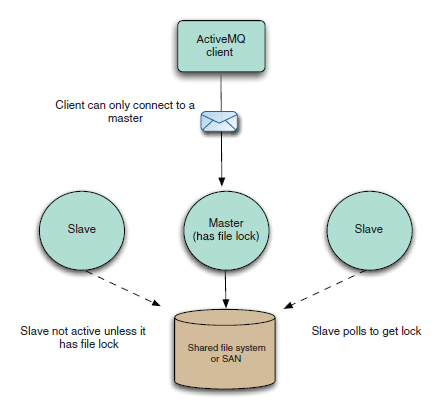 ActiveMQ
client
Client can only connect to a
master
Slave
Master
(has file lock)
Slave
Slave not active unless it
has file lock
Shared file system
or SAN
Slave polls to get lock